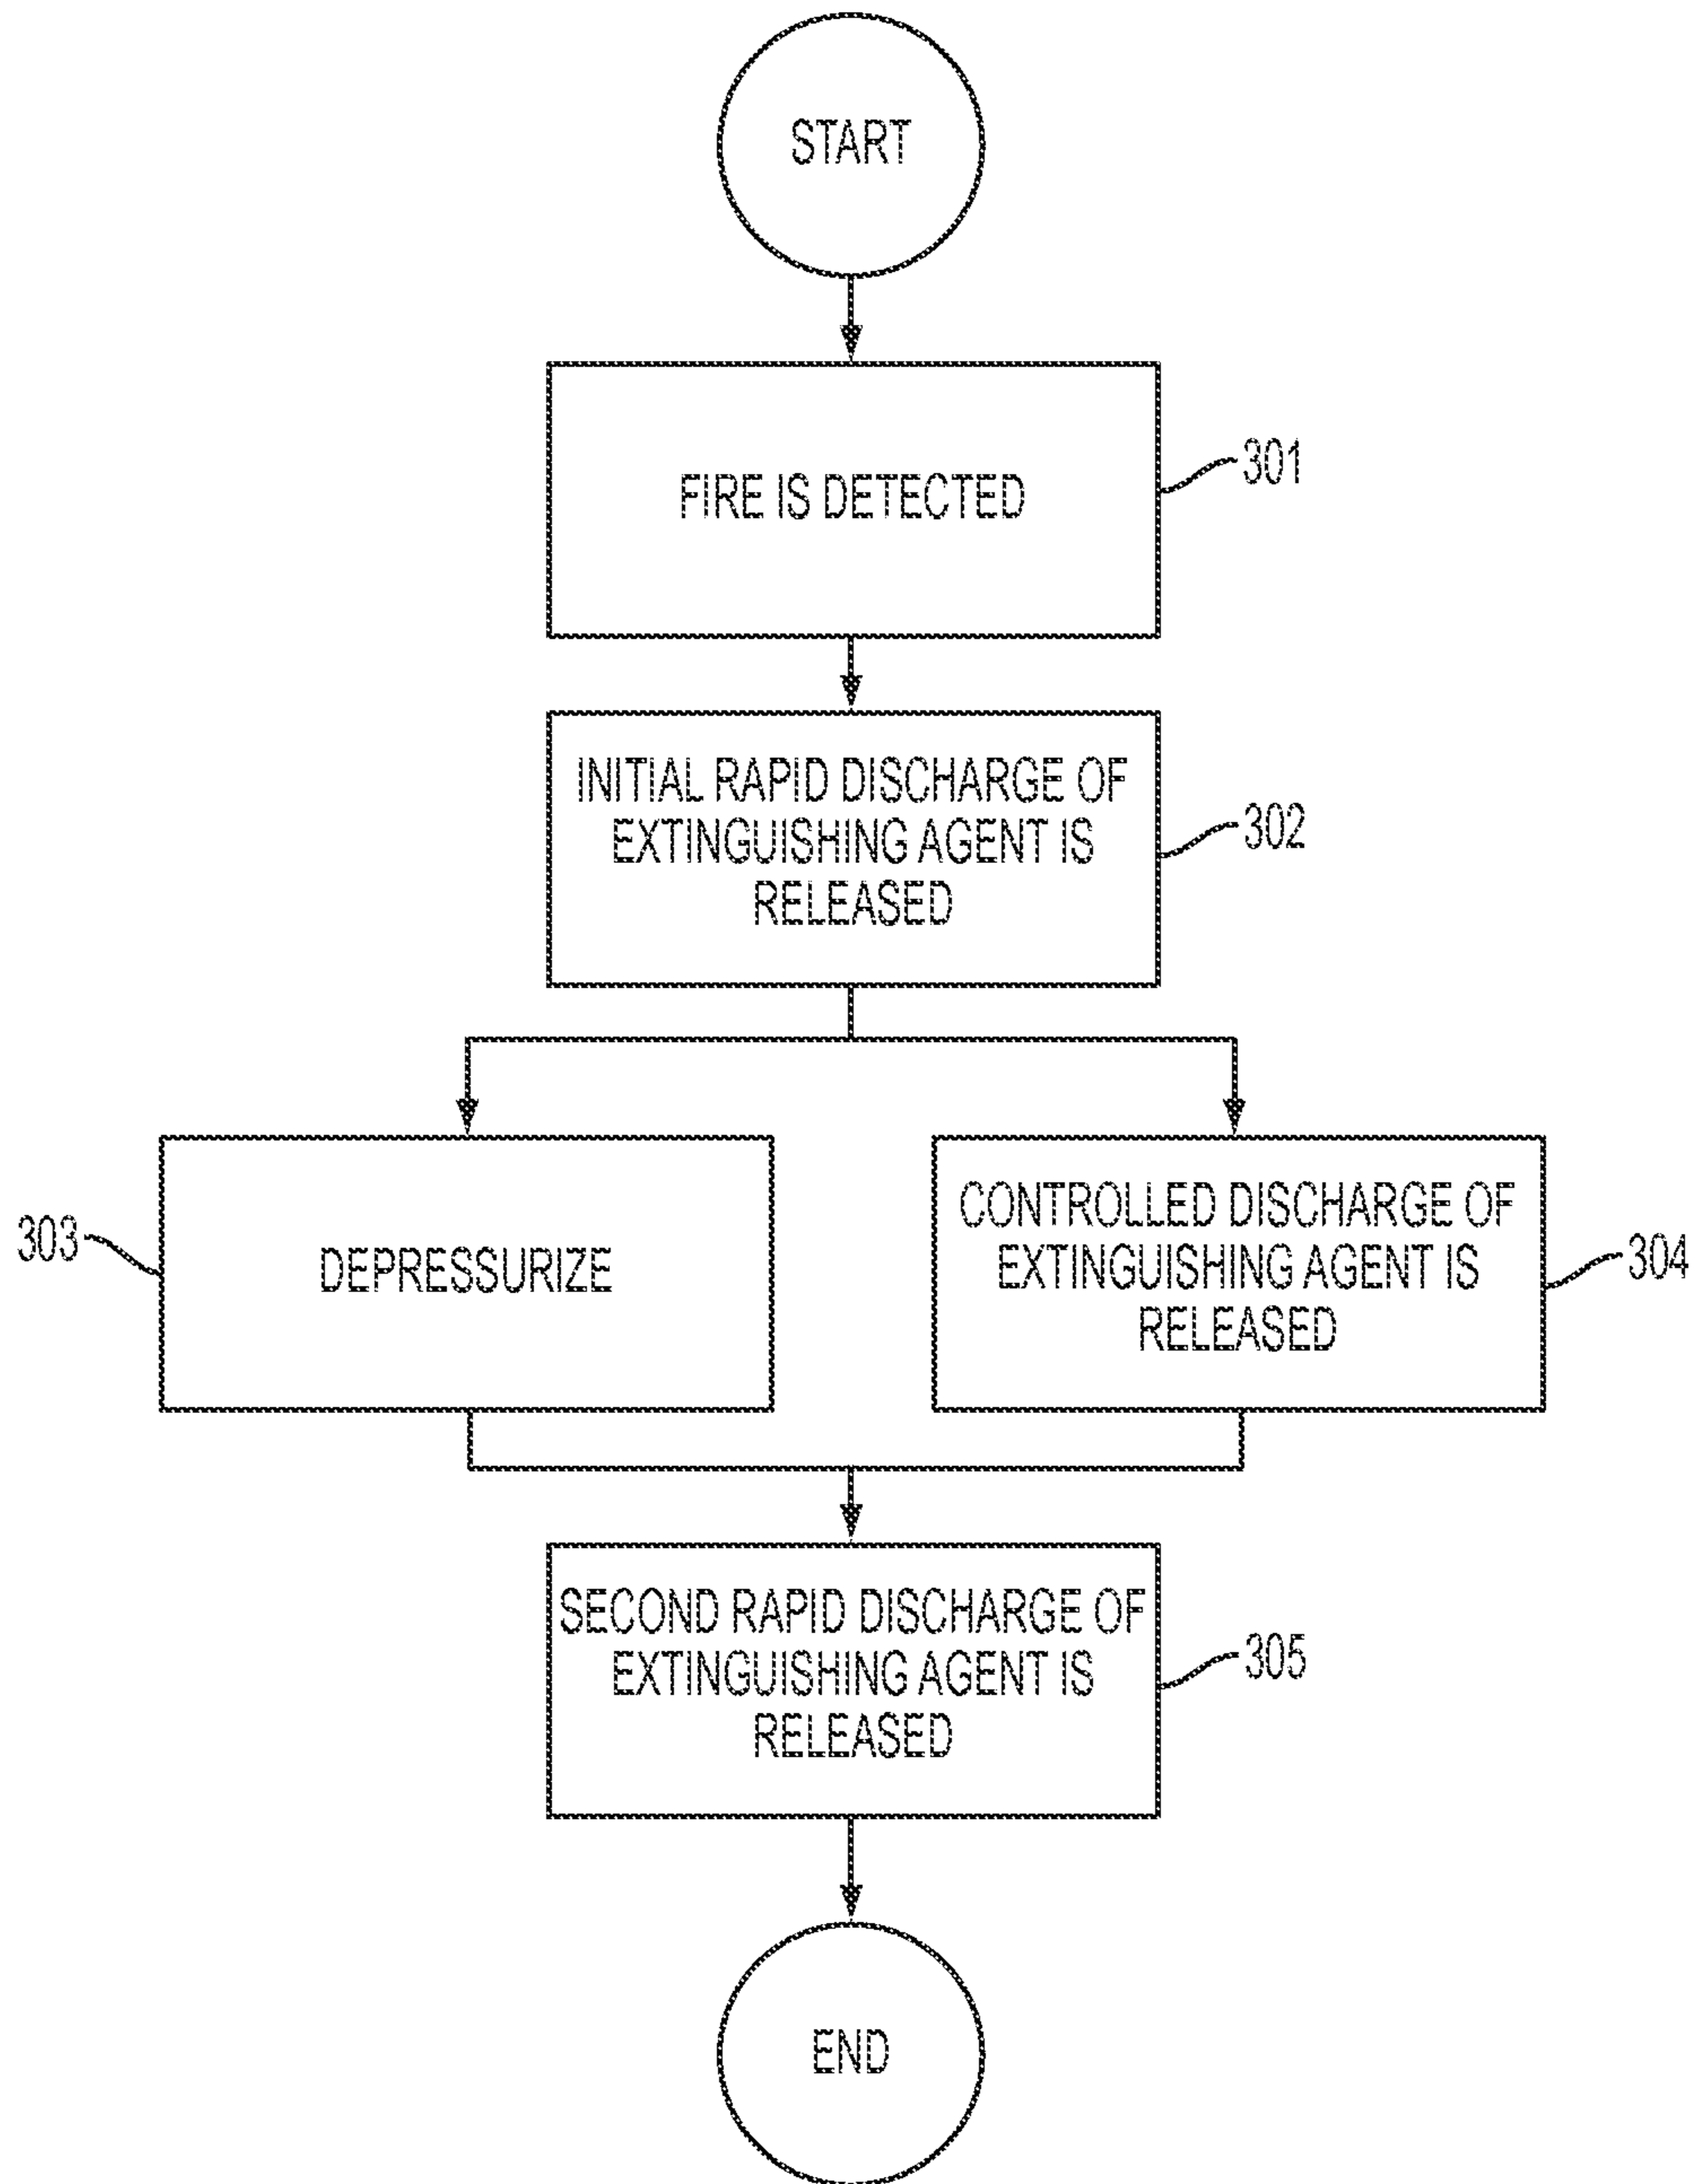 START
FIRE IS DETECTED
301
INITIAL RAPID DISCHARGE OF
EXTINGUISHING AGENT IS
RELEASED
302
303
DEPRESSURIZE
CONTROLLED DISCHARGE OF
EXTINGUISHING AGENT IS
RELEASED
304
SECOND RAPID DISCHARGE OF
EXTINGUISHING AGENT IS
RELEASED
305
END